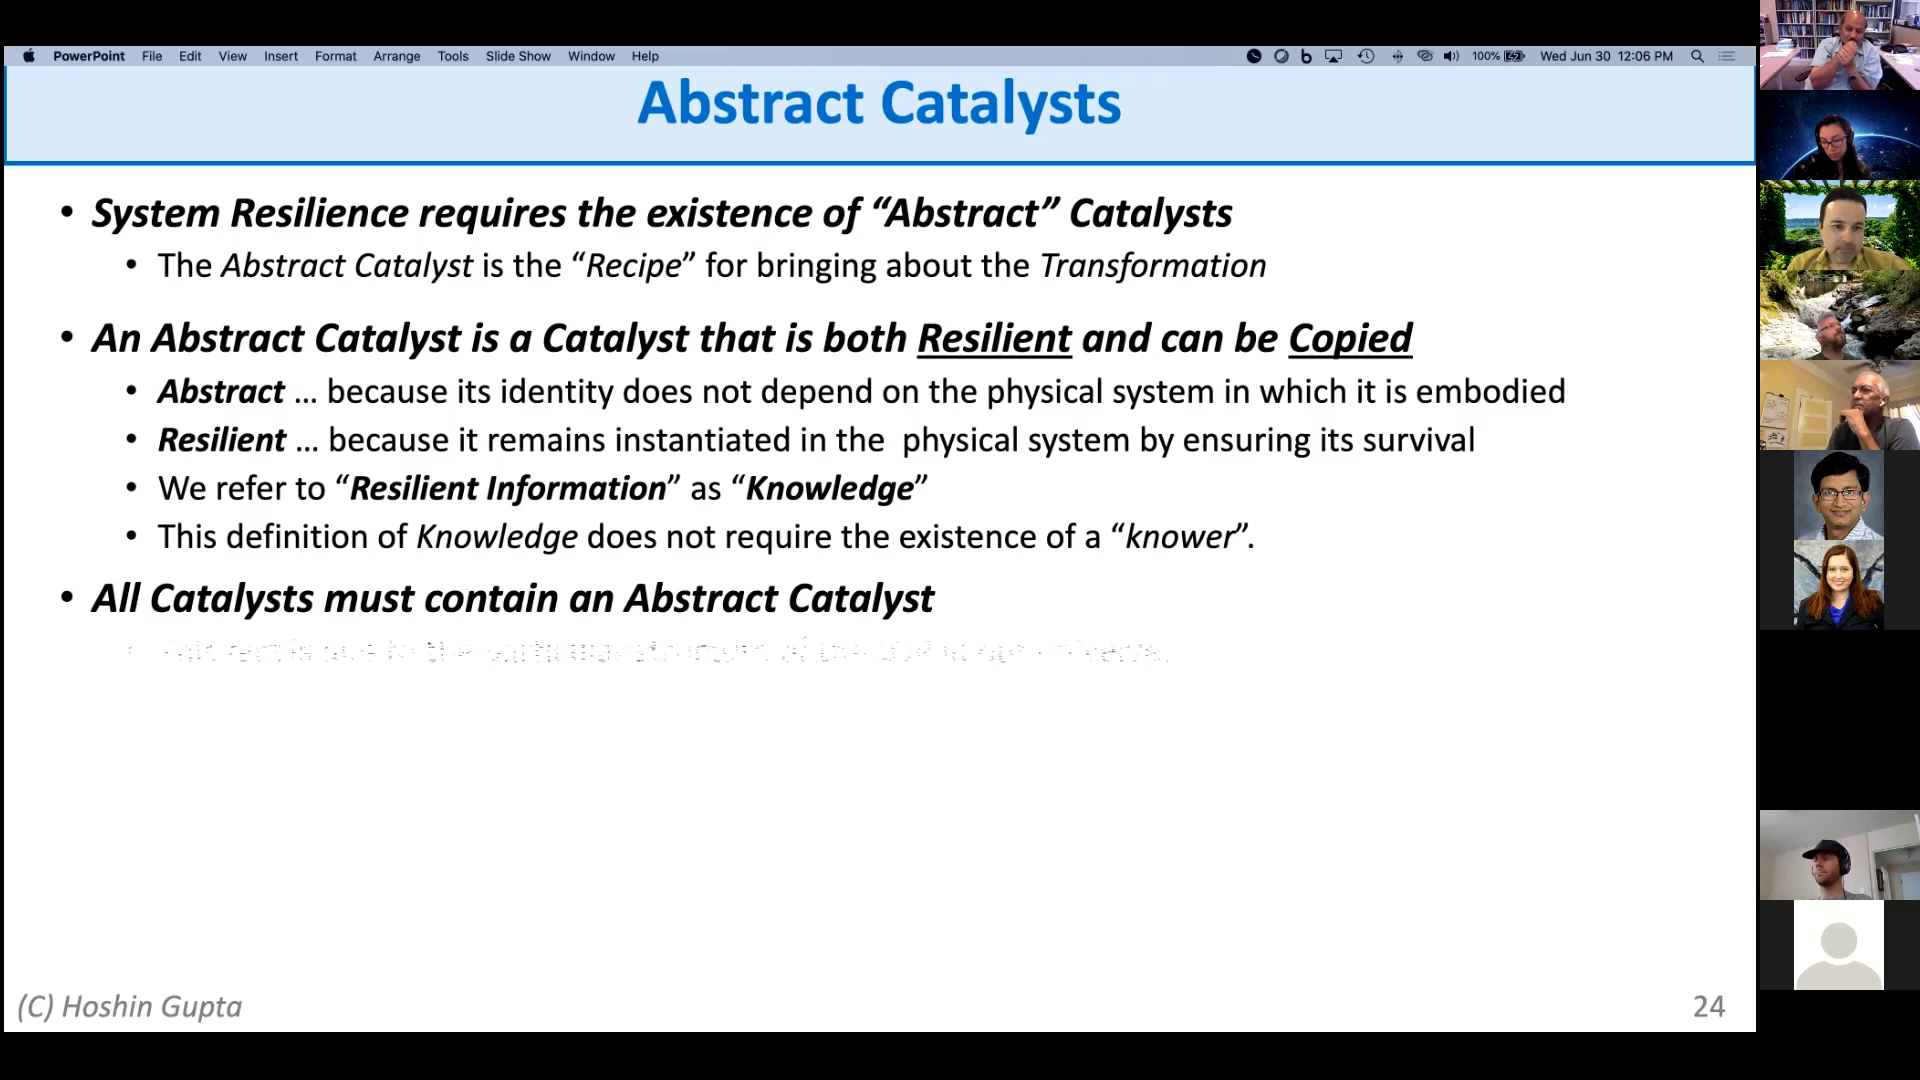 PowerPoint File Edit View Insert Format Arrange Tools Slide Show Window Help 100% Wed Jun 30 12:06 PM
Abstract Catalysts
• System Resilience requires the existence of “Abstract” Catalysts
• The Abstract Catalyst is the “Recipe” for bringing about the Transformation
• An Abstract Catalyst is a Catalyst that is both Resilient and can be Copied
• Abstract … because its identity does not depend on the physical system in which it is embodied
• Resilient … because it remains instantiated in the physical system by ensuring its survival
• We refer to “Resilient Information” as “Knowledge”
• This definition of Knowledge does not require the existence of a “knower”.
• All Catalysts must contain an Abstract Catalyst
(C) Hoshin Gupta
24